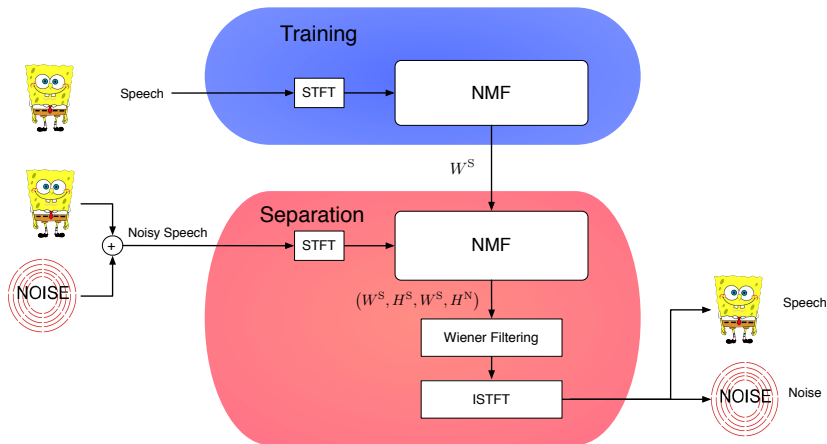 Training
Speech
STFT
NMF
W^S
Separation
Noisy Speech
STFT
NMF
+
NOISE
(W^S, H^S, W^S, H^N)
Wiener Filtering
ISTFT
Speech
NOISE
Noise